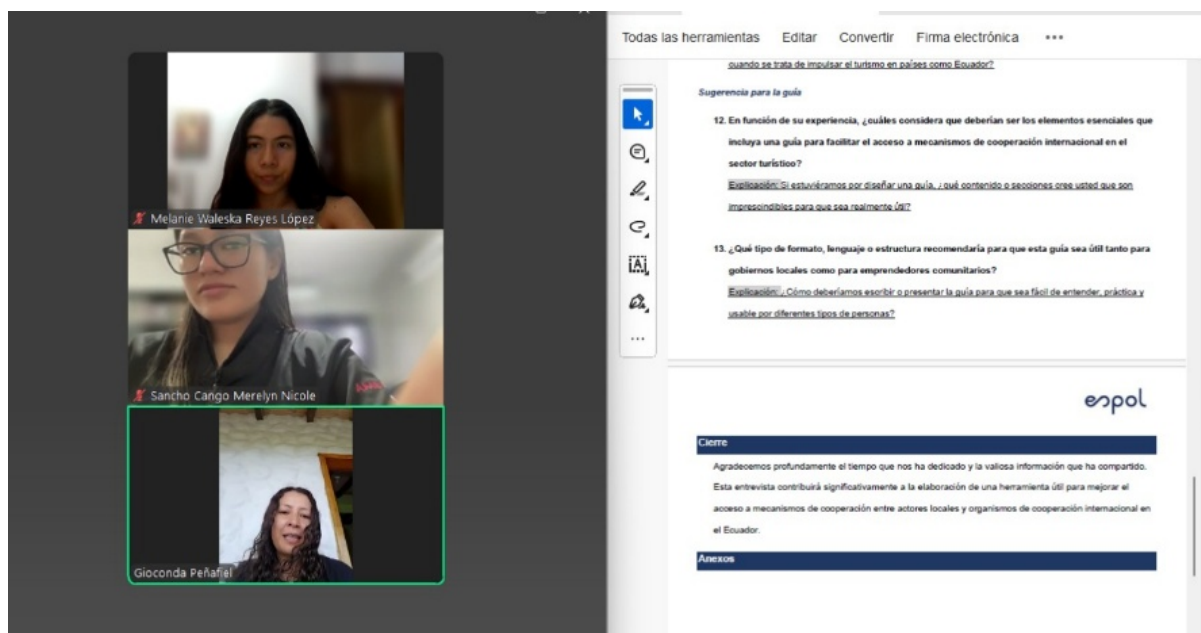 Melanie Waleska Reyes López
Sancho Cango Merelyn Nicole
Gioconda Peñafiel
Todas las herramientas Editar Convertir Firma electrónica
cuando se trata de impulsar el turismo en países como Ecuador?
Sugerencia para la guía
12. En función de su experiencia, ¿cuáles considera que deberían ser los elementos esenciales que
incluya una guía para facilitar el acceso a mecanismos de cooperación internacional en el
sector turístico?
Explicación: Si estuviéramos por diseñar una guía, ¿qué contenido o secciones cree usted que son
imprescindibles para que sea realmente útil?
13. ¿Qué tipo de formato, lenguaje o estructura recomendaría para que esta guía sea útil tanto para
gobiernos locales como para emprendedores comunitarios?
Explicación: ¿Cómo deberíamos escribir o presentar la guía para que sea fácil de entender, práctica y
usable por diferentes tipos de personas?
espol
Cierre
Agradecemos profundamente el tiempo que nos ha dedicado y la valiosa información que ha compartido.
Esta entrevista contribuirá significativamente a la elaboración de una herramienta útil para mejorar el
acceso a mecanismos de cooperación entre actores locales y organismos de cooperación internacional en
el Ecuador.
Anexos